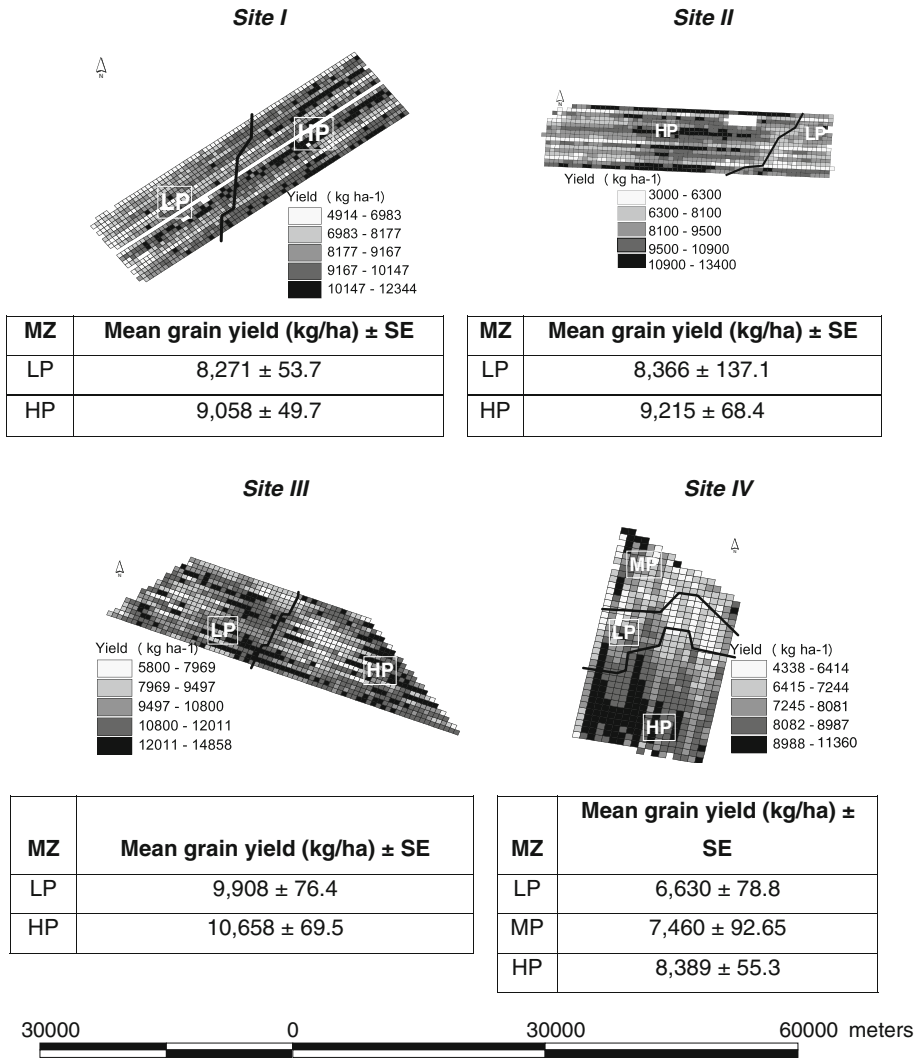 Site I
N
HP
LP
Yield ( kg ha-1)
4914 - 6983
6983 - 8177
8177 - 9167
9167 - 10147
10147 - 12344
MZ Mean grain yield (kg/ha) ± SE
LP 8,271 ± 53.7
HP 9,058 ± 49.7
Site II
N
HP
LP
Yield ( kg ha-1)
3000 - 6300
6300 - 8100
8100 - 9500
9500 - 10900
10900 - 13400
MZ Mean grain yield (kg/ha) ± SE
LP 8,366 ± 137.1
HP 9,215 ± 68.4
Site III
N
LP
HP
Yield ( kg ha-1)
5800 - 7969
7969 - 9497
9497 - 10800
10800 - 12011
12011 - 14858
MZ Mean grain yield (kg/ha) ± SE
LP 9,908 ± 76.4
HP 10,658 ± 69.5
Site IV
N
MP
LP
HP
Yield ( kg ha-1)
4338 - 6414
6415 - 7244
7245 - 8081
8082 - 8987
8988 - 11360
Mean grain yield (kg/ha) ±
MZ SE
LP 6,630 ± 78.8
MP 7,460 ± 92.65
HP 8,389 ± 55.3
30000 0 30000 60000 meters